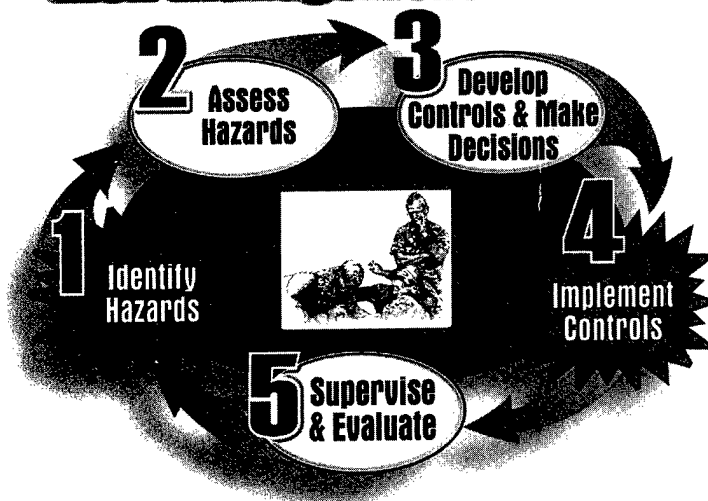 1
Identify
Hazards
2
Assess
Hazards
3
Develop
Controls & Make
Decisions
4
Implement
Controls
5
Supervise
& Evaluate